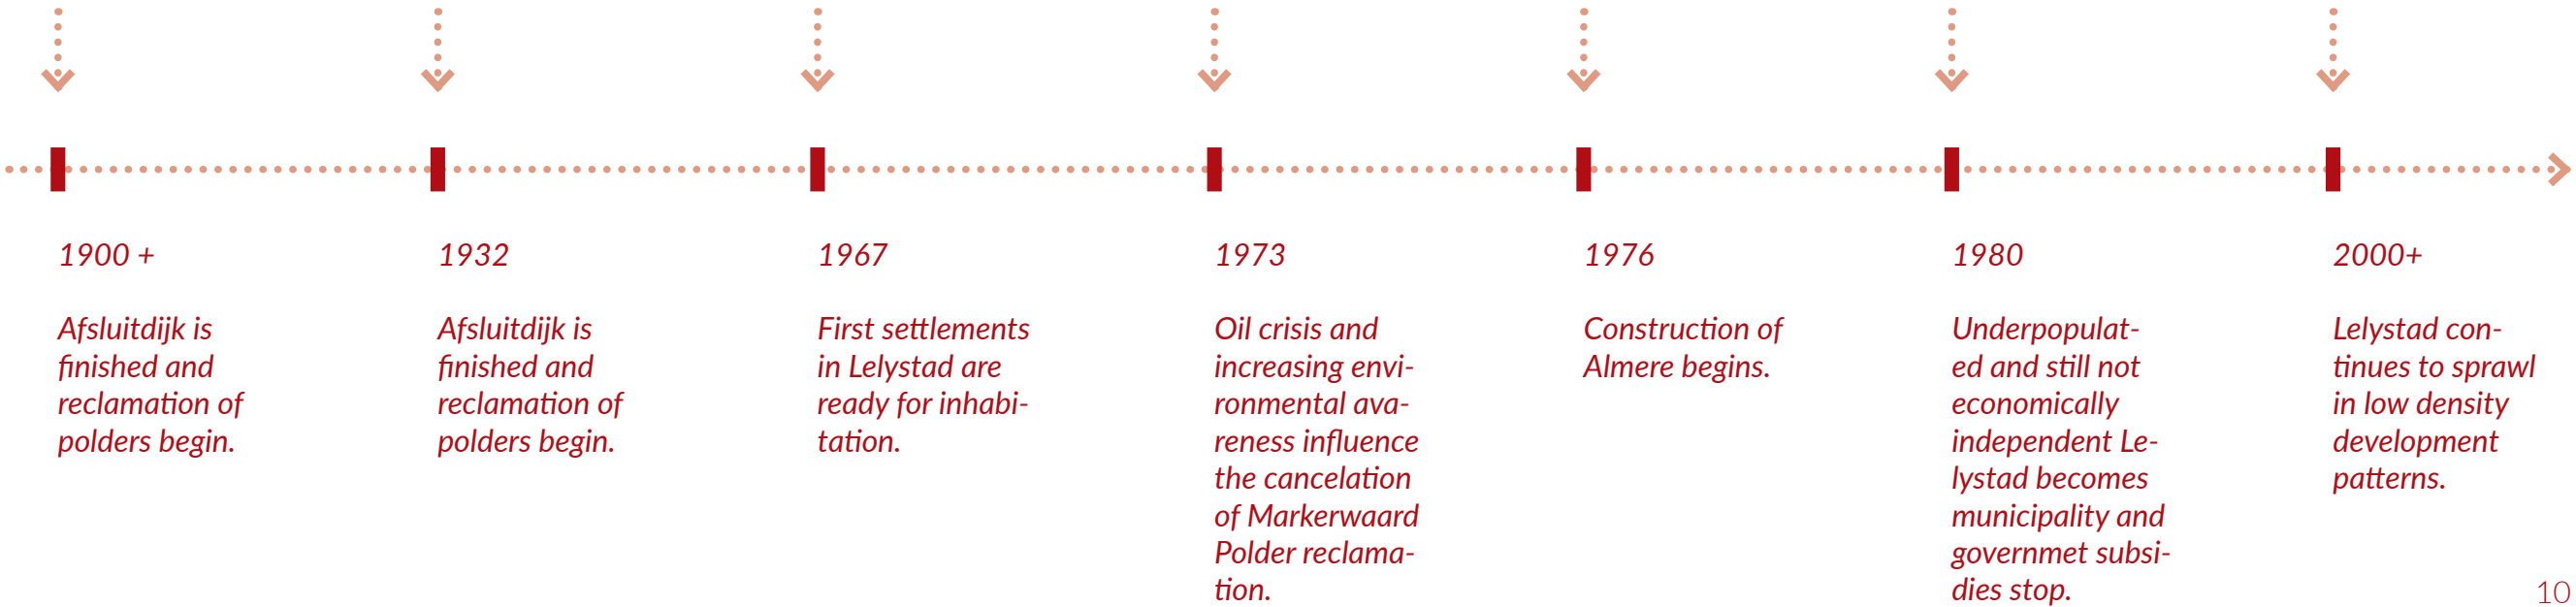 1900 +
Afsluitdijk is
finished and
reclamation of
polders begin.
1932
Afsluitdijk is
finished and
reclamation of
polders begin.
1967
First settlements
in Lelystad are
ready for inhabi-
tation.
1973
Oil crisis and
increasing envi-
ronmental ava-
reness influence
the cancelation
of Markerwaard
Polder reclama-
tion.
1976
Construction of
Almere begins.
1980
Underpopulat-
ed and still not
economically
independent Le-
lystad becomes
municipality and
governmet subsi-
dies stop.
2000+
Lelystad con-
tinues to sprawl
in low density
development
patterns.
10